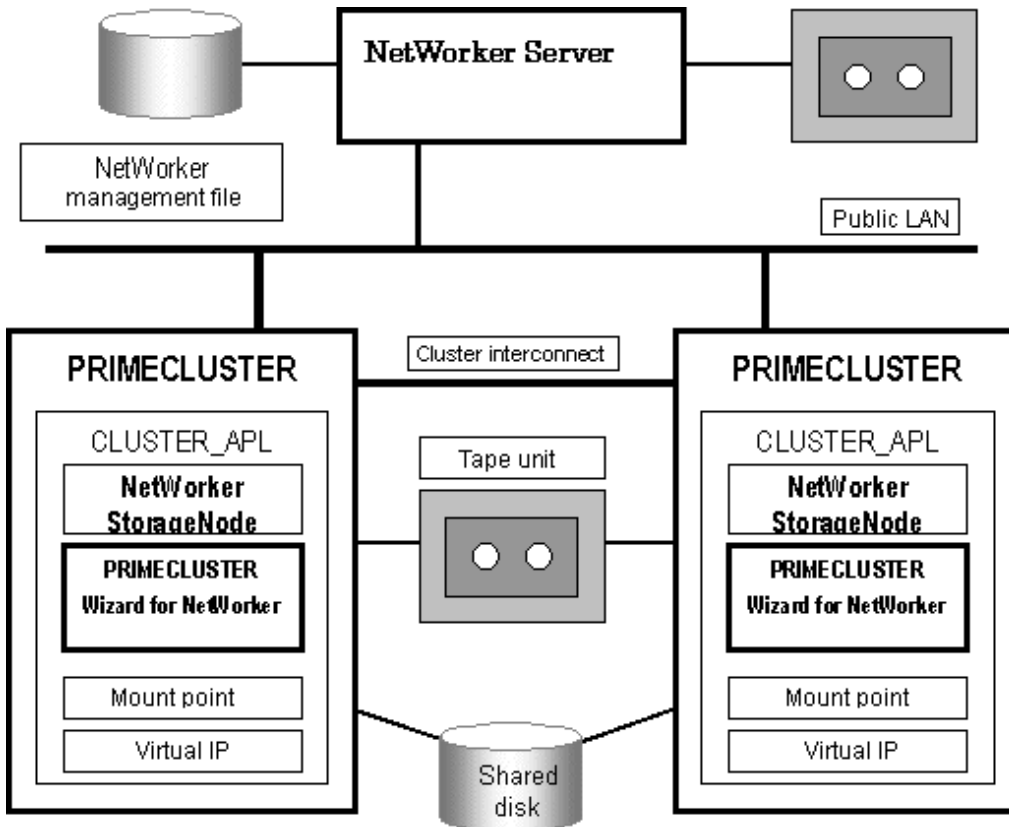 NetWorker Server
NetWorker
management file
Public LAN
PRIMECLUSTER
CLUSTER_APL
NetWorker
StorageNode
PRIMECLUSTER
Wizard for NetWorker
Mount point
Virtual IP
Cluster interconnect
Tape unit
Shared
disk
PRIMECLUSTER
CLUSTER_APL
NetWorker
StorageNode
PRIMECLUSTER
Wizard for NetWorker
Mount point
Virtual IP